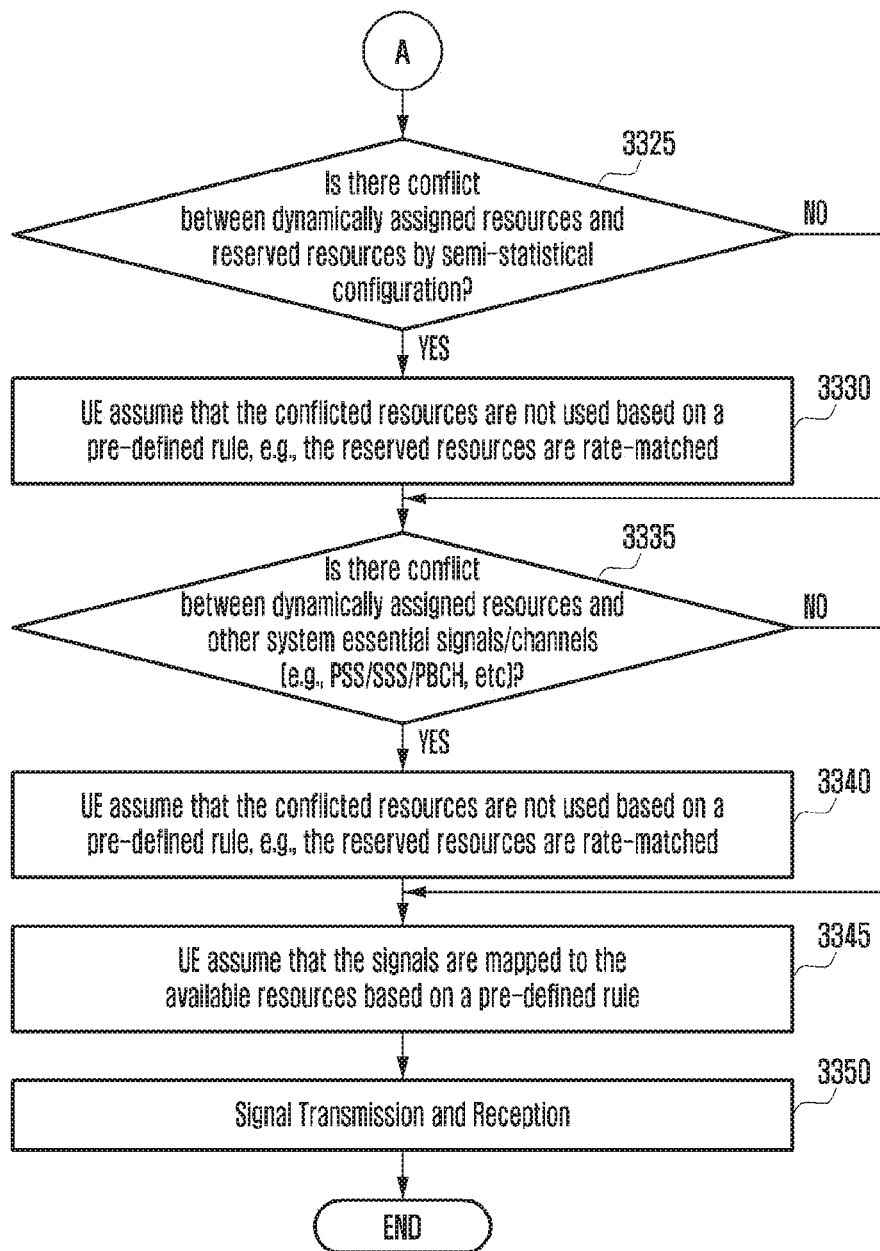 A
3325
Is there conflict
between dynamically assigned resources and
reserved resources by semi-statistical
configuration?
NO
YES
3330
UE assume that the conflicted resources are not used based on a
pre-defined rule, e.g., the reserved resources are rate-matched
3335
Is there conflict
between dynamically assigned resources and
other system essential signals/channels
(e.g., PSS/SSS/PBCH, etc)?
NO
YES
3340
UE assume that the conflicted resources are not used based on a
pre-defined rule, e.g., the reserved resources are rate-matched
3345
UE assume that the signals are mapped to the
available resources based on a pre-defined rule
3350
Signal Transmission and Reception
END